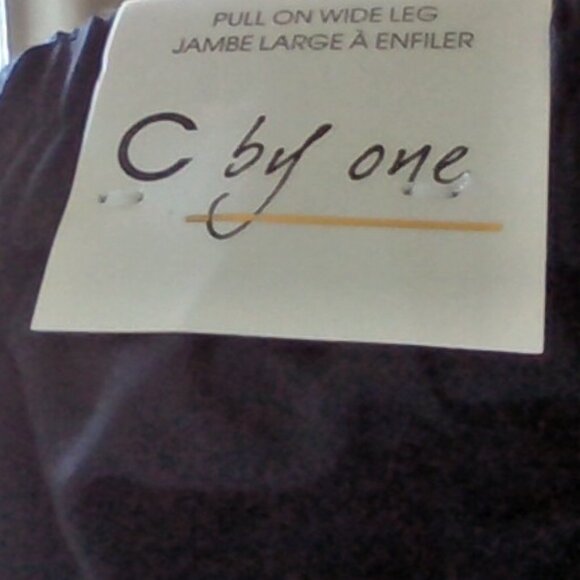 PULL ON WIDE LEG
JAMBE LARGE À ENFILER
C by one